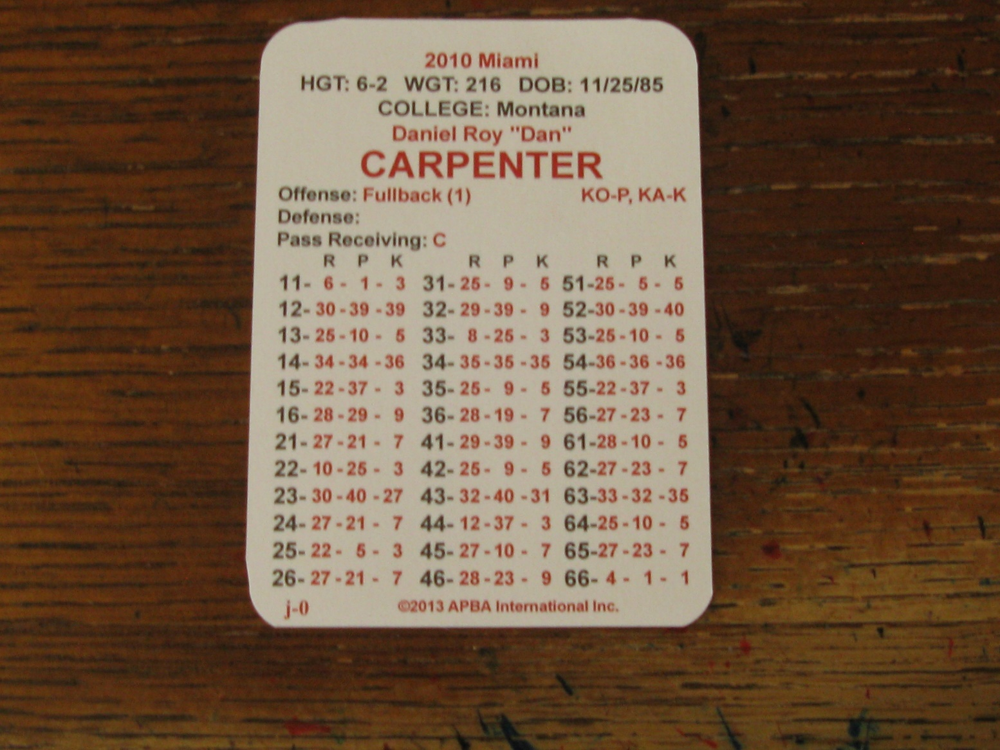 2010 Miami
HGT: 6-2 WGT: 216 DOB: 11/25/85
COLLEGE: Montana
Daniel Roy "Dan"
CARPENTER
Offense: Fullback (1) KO-P, KA-K
Defense:
Pass Receiving: C
R P K R P K R P K
11- 6 - 1 - 3 31- 25 - 9 - 5 51-25 - 5 - 5
12- 30 - 39 - 39 32- 29 - 39 - 9 52-30 - 39 - 40
13- 25 - 10 - 5 33- 8 - 25 - 3 53-25 - 10 - 5
14- 34 - 34 - 36 34- 35 - 35 - 35 54-36 - 36 - 36
15- 22 - 37 - 3 35- 25 - 9 - 5 55-22 - 37 - 3
16- 28 - 29 - 9 36- 28 - 19 - 7 56-27 - 23 - 7
21- 27 - 21 - 7 41- 29 - 39 - 9 61-28 - 10 - 5
22- 10 - 25 - 3 42- 25 - 9 - 5 62-27 - 23 - 7
23- 30 - 40 - 27 43- 32 - 40 - 31 63-33 - 32 - 35
24- 27 - 21 - 7 44- 12 - 37 - 3 64-25 - 10 - 5
25- 22 - 5 - 3 45- 27 - 10 - 7 65-27 - 23 - 7
26- 27 - 21 - 7 46- 28 - 23 - 9 66- 4 - 1 - 1
j-0 ©2013 APBA International Inc.